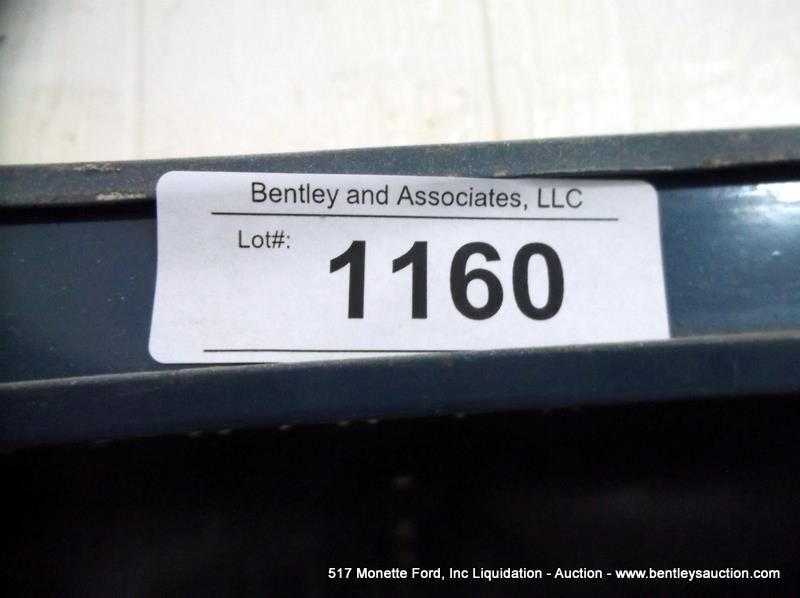 Bentley and Associates, LLC
Lot#:
1160
517 Monette Ford, Inc Liquidation - Auction - www.bentleysauction.com